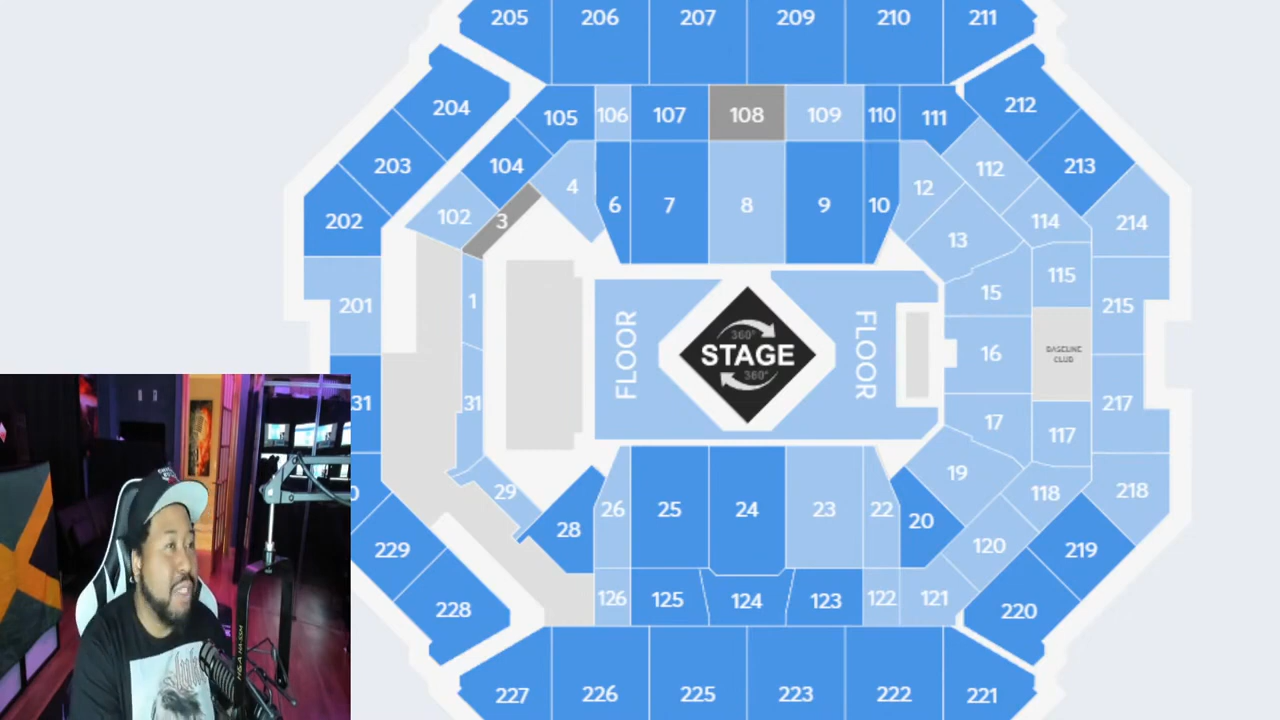 205 206 207 209 210 211
204 105 106 107 108 109 110 111 212
203 104 4 112 213
202 102 3 6 7 8 9 10 12 114 214
13
201 1 15 115 215
FLOOR
360°
STAGE
360°
FLOOR
16 BASELINE
CLUB
31 31 17 117 217
29 26 25 24 23 22 20 19 118 218
229 28 120 219
228 126 125 124 123 122 121 220
227 226 225 223 222 221